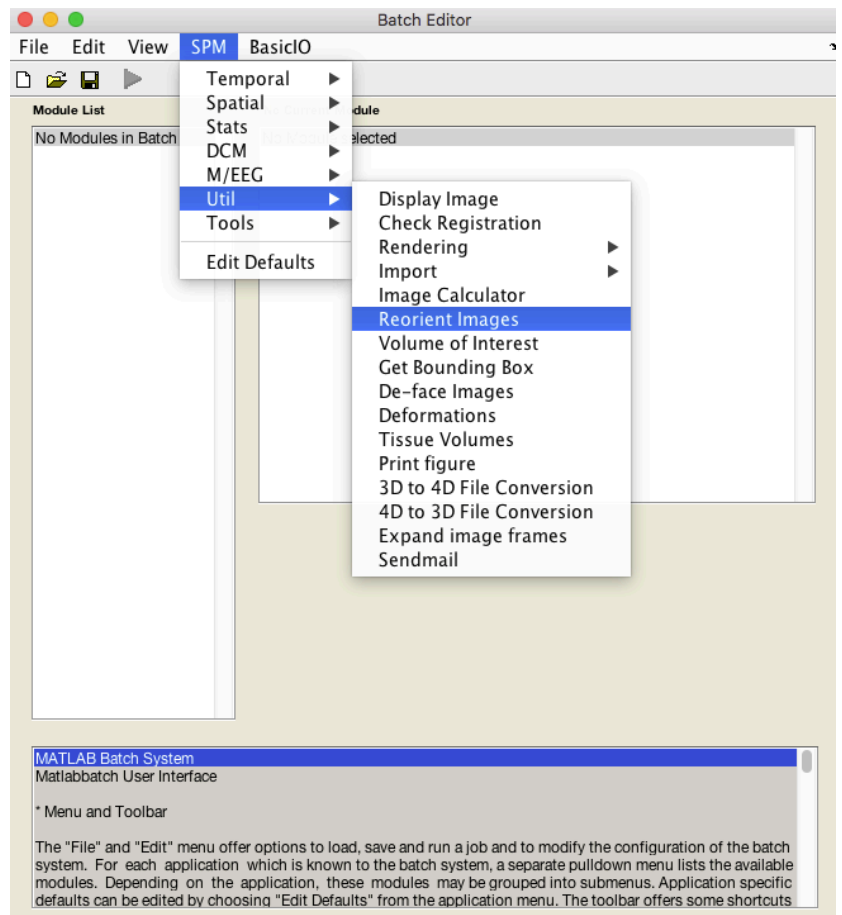 Batch Editor
File Edit View SPM BasicIO
Temporal
Spatial
Stats
DCM
M/EEG
Util
Tools
Edit Defaults
Module List
No Modules in Batch
Display Image
Check Registration
Rendering
Import
Image Calculator
Reorient Images
Volume of Interest
Get Bounding Box
De-face Images
Deformations
Tissue Volumes
Print figure
3D to 4D File Conversion
4D to 3D File Conversion
Expand image frames
Sendmail
MATLAB Batch System
Matlabbatch User Interface
* Menu and Toolbar
The "File" and "Edit" menu offer options to load, save and run a job and to modify the configuration of the batch
system. For each application which is known to the batch system, a separate pulldown menu lists the available
modules. Depending on the application, these modules may be grouped into submenus. Application specific
defaults can be edited by choosing "Edit Defaults" from the application menu. The toolbar offers some shortcuts